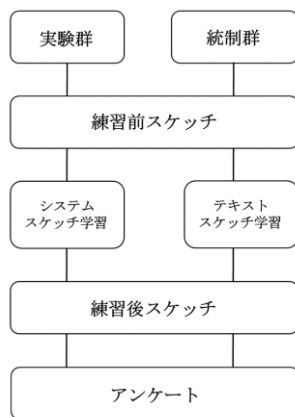 実験群
統制群
練習前スケッチ
システム
スケッチ学習
テキスト
スケッチ学習
練習後スケッチ
アンケート